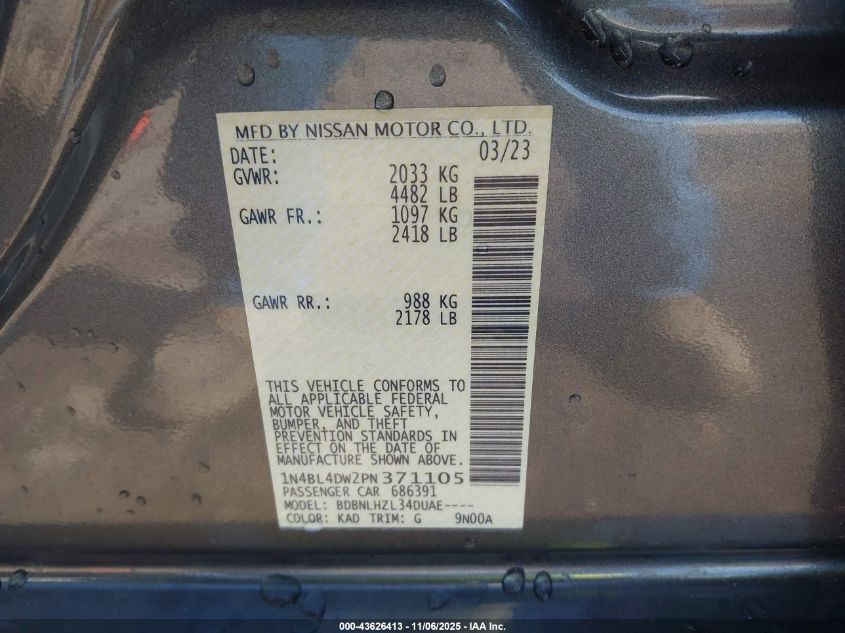 MFD BY NISSAN MOTOR CO., LTD.
DATE: 03/23
GVWR: 2033 KG
4482 LB
GAWR FR.: 1097 KG
2418 LB
GAWR RR.: 988 KG
2178 LB
THIS VEHICLE CONFORMS TO
ALL APPLICABLE FEDERAL
MOTOR VEHICLE SAFETY,
BUMPER, AND THEFT
PREVENTION STANDARDS IN
EFFECT ON THE DATE OF
MANUFACTURE SHOWN ABOVE.
1N4BL4DW2PN371105
PASSENGER CAR 686391
MODEL: BDBNLHZL34DUAE----
COLOR: KAD TRIM: G 9N00A
000-43626413 - 11/06/2025 - IAA Inc.